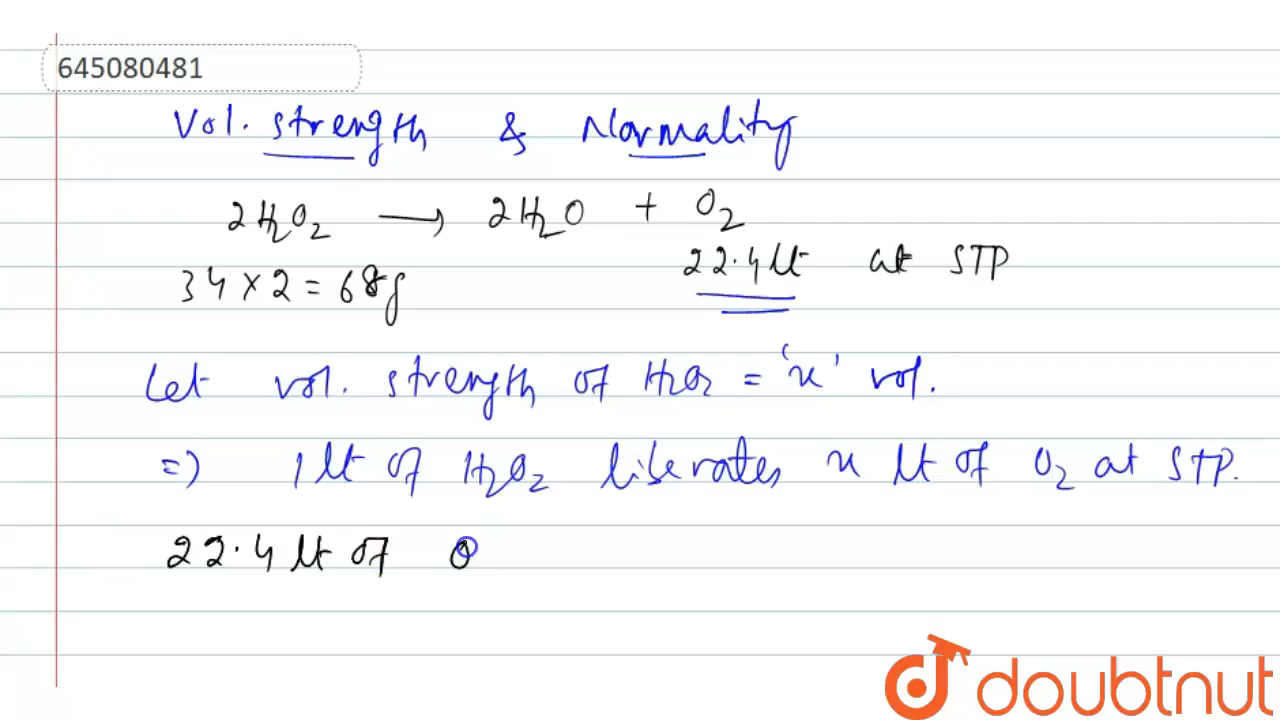 645080481
Vol. strength & Normality
2H2O2 → 2H2O + O2
34 × 2 = 68g 22.4 lt at STP
Let vol. strength of H2O2 = 'x' vol.
=> 1 lt of H2O2 liberates x lt of O2 at STP.
22.4 lt of O
doubtnut